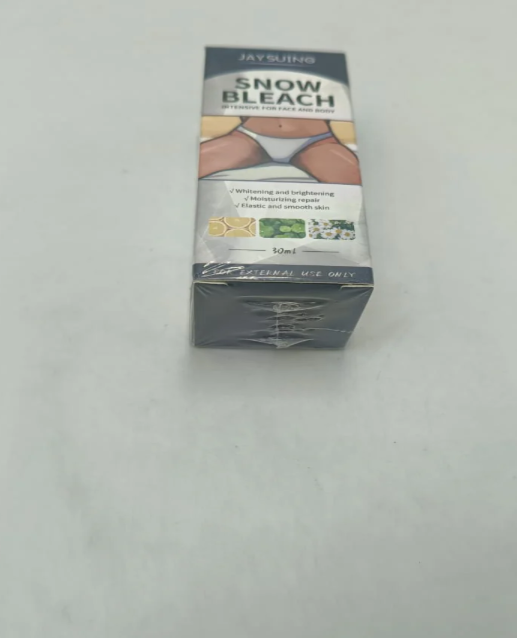 JAYSUING
SNOW
BLEACH
INTENSIVE FOR FACE AND BODY
√ Whitening and brightening
√ Moisturizing repair
√ Elastic and smooth skin
30ml
FOR EXTERNAL USE ONLY